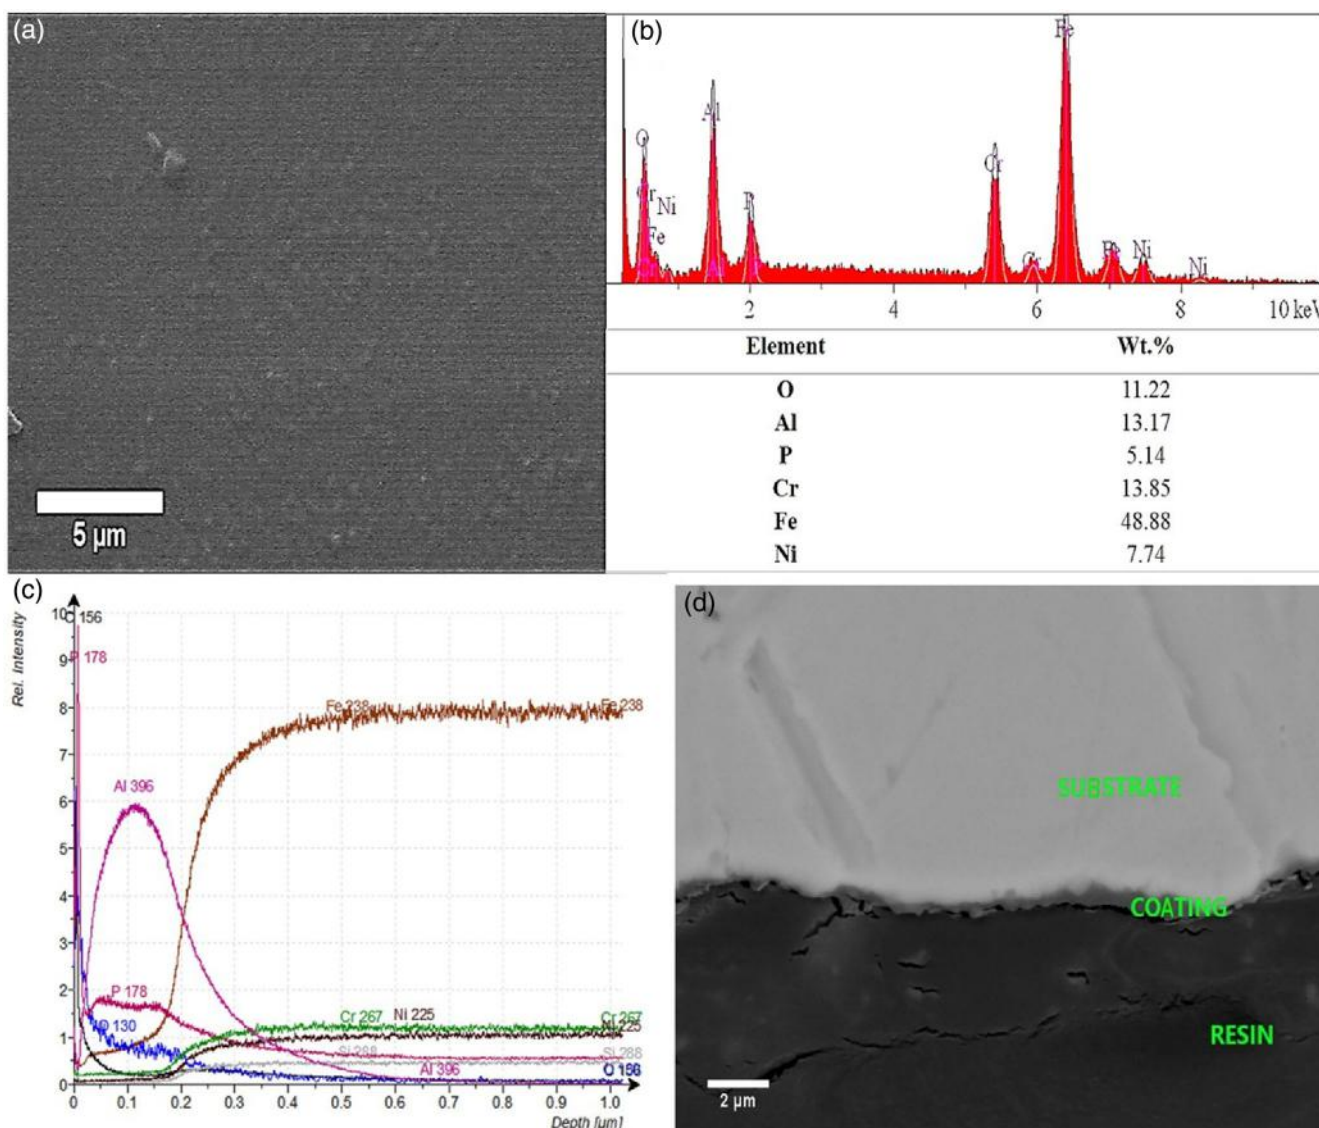 (a)
5 µm
(b)
O
Cr
Fe
Ni
Al
P
Cr
Cr
Fe
Fe
Ni
Ni
2 4 6 8 10 keV
Element Wt.%
O 11.22
Al 13.17
P 5.14
Cr 13.85
Fe 48.88
Ni 7.74
(c)
Rel. Intensity
10
9
8
7
6
5
4
3
2
1
0
C 156
P 178
Fe 238 Fe 238
Al 396
P 178
O 130
Cr 267 Ni 225 Cr 267
Ni 225
Si 288 Si 288
Al 396
0 0.1 0.2 0.3 0.4 0.5 0.6 0.7 0.8 0.9 1.0
Depth [µm]
(d)
SUBSTRATE
COATING
RESIN
2 µm